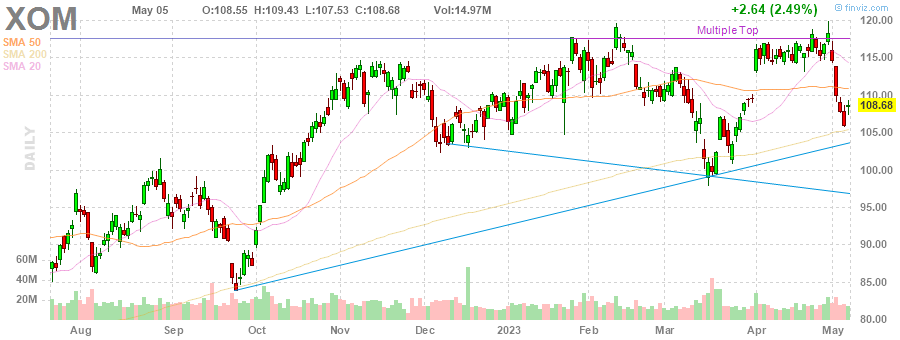 XOM May 05 O:108.55 H:109.43 L:107.53 C:108.68 Vol:14.97M +2.64 (2.49%) © finviz.com
SMA 50
SMA 200
SMA 20
Multiple Top
DAILY
120.00
115.00
110.00
108.68
105.00
100.00
95.00
90.00
85.00
80.00
60M
40M
20M
Aug Sep Oct Nov Dec 2023 Feb Mar Apr May